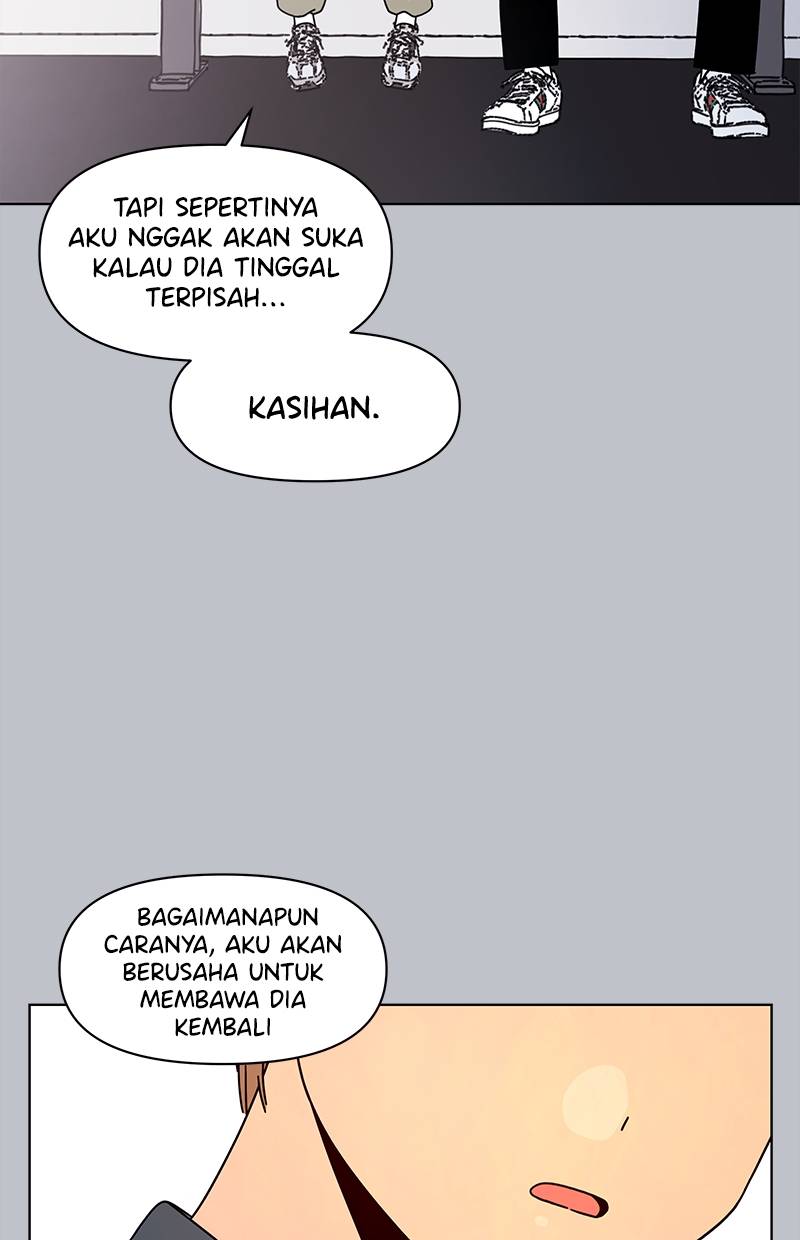 TAPI SEPERTINYA
AKU NGGAK AKAN SUKA
KALAU DIA TINGGAL
TERPISAH...
KASIHAN.
BAGAIMANAPUN
CARANYA, AKU AKAN
BERUSAHA UNTUK
MEMBAWA DIA
KEMBALI